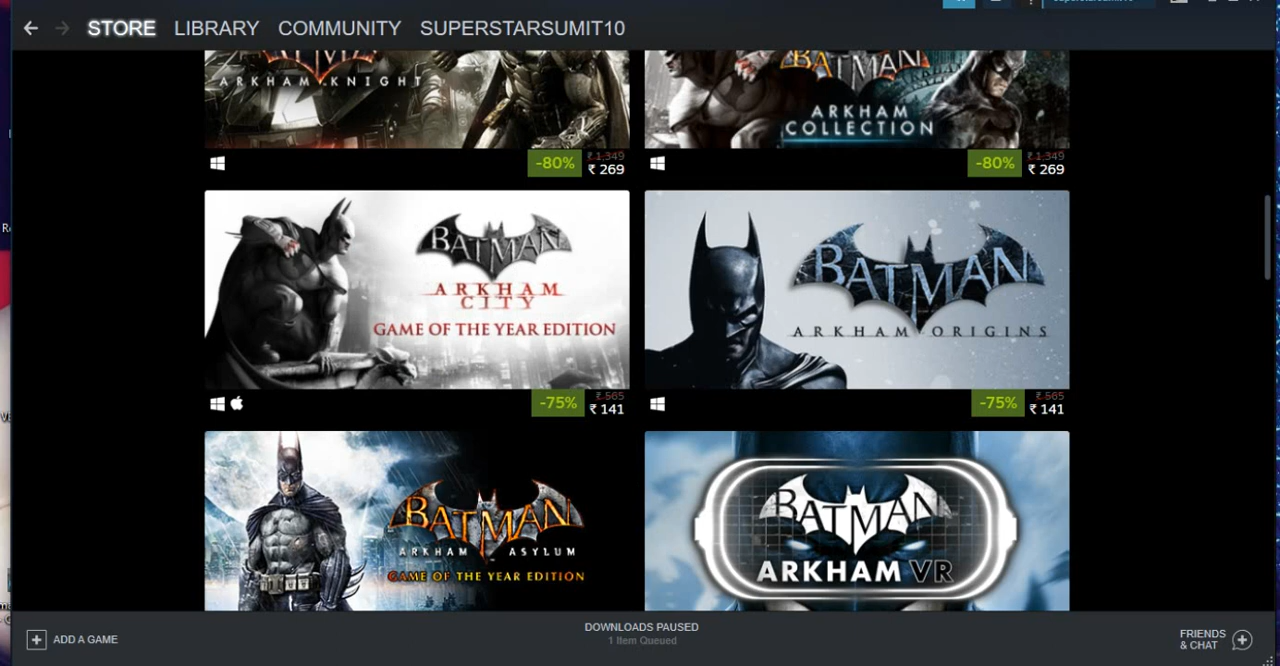 STORE LIBRARY COMMUNITY SUPERSTARSUMIT10
ARKHAM KNIGHT
BATMAN
ARKHAM
COLLECTION
-80% ₹ 1,349
₹ 269
-80% ₹ 1,349
₹ 269
BATMAN
ARKHAM
CITY
GAME OF THE YEAR EDITION
BATMAN
ARKHAM ORIGINS
-75% ₹ 565
₹ 141
-75% ₹ 565
₹ 141
BATMAN
ARKHAM ASYLUM
GAME OF THE YEAR EDITION
BATMAN
ARKHAM VR
ADD A GAME
DOWNLOADS PAUSED
1 Item Queued
FRIENDS
& CHAT